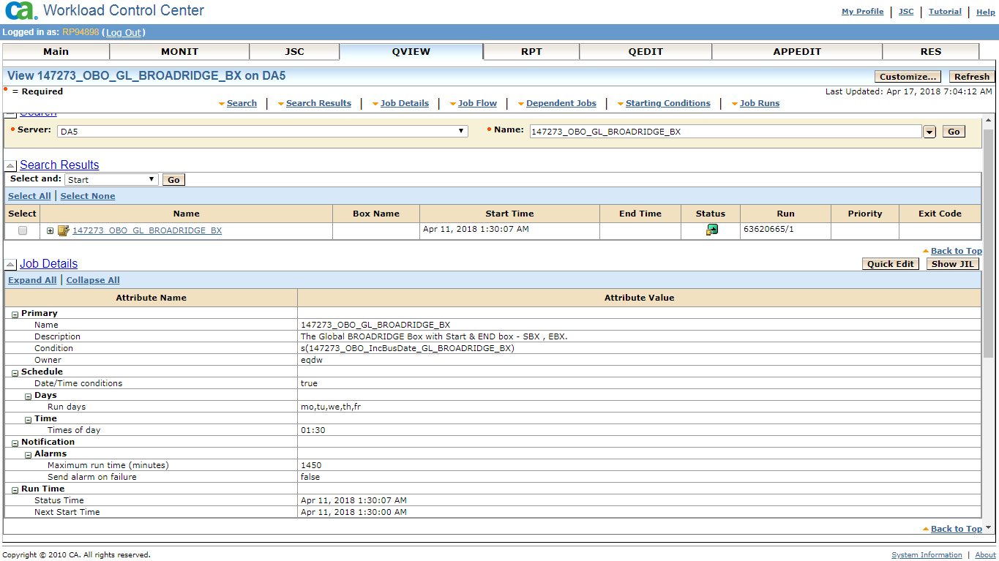 ca Workload Control Center
My Profile | JSC | Tutorial | Help
Logged in as: RP94898 (Log Out)
Main MONIT JSC QVIEW RPT QEDIT APPEDIT RES
View 147273_OBO_GL_BROADRIDGE_BX on DA5 Customize... Refresh
• = Required Last Updated: Apr 17, 2018 7:04:12 AM
Search | Search Results | Job Details | Job Flow | Dependent Jobs | Starting Conditions | Job Runs
Search
• Server: DA5 • Name: 147273_OBO_GL_BROADRIDGE_BX Go
Search Results
Select and: Start Go
Select All | Select None
Select Name Box Name Start Time End Time Status Run Priority Exit Code
147273_OBO_GL_BROADRIDGE_BX Apr 11, 2018 1:30:07 AM 63620665/1
Back to Top
Job Details Quick Edit Show JIL
Expand All | Collapse All
Attribute Name Attribute Value
Primary
Name 147273_OBO_GL_BROADRIDGE_BX
Description The Global BROADRIDGE Box with Start & END box - SBX , EBX.
Condition s(147273_OBO_IncBusDate_GL_BROADRIDGE_BX)
Owner eqdw
Schedule
Date/Time conditions true
Days
Run days mo,tu,we,th,fr
Time
Times of day 01:30
Notification
Alarms
Maximum run time (minutes) 1450
Send alarm on failure false
Run Time
Status Time Apr 11, 2018 1:30:07 AM
Next Start Time Apr 11, 2018 1:30:00 AM
Back to Top
Copyright © 2010 CA. All rights reserved. System Information | About